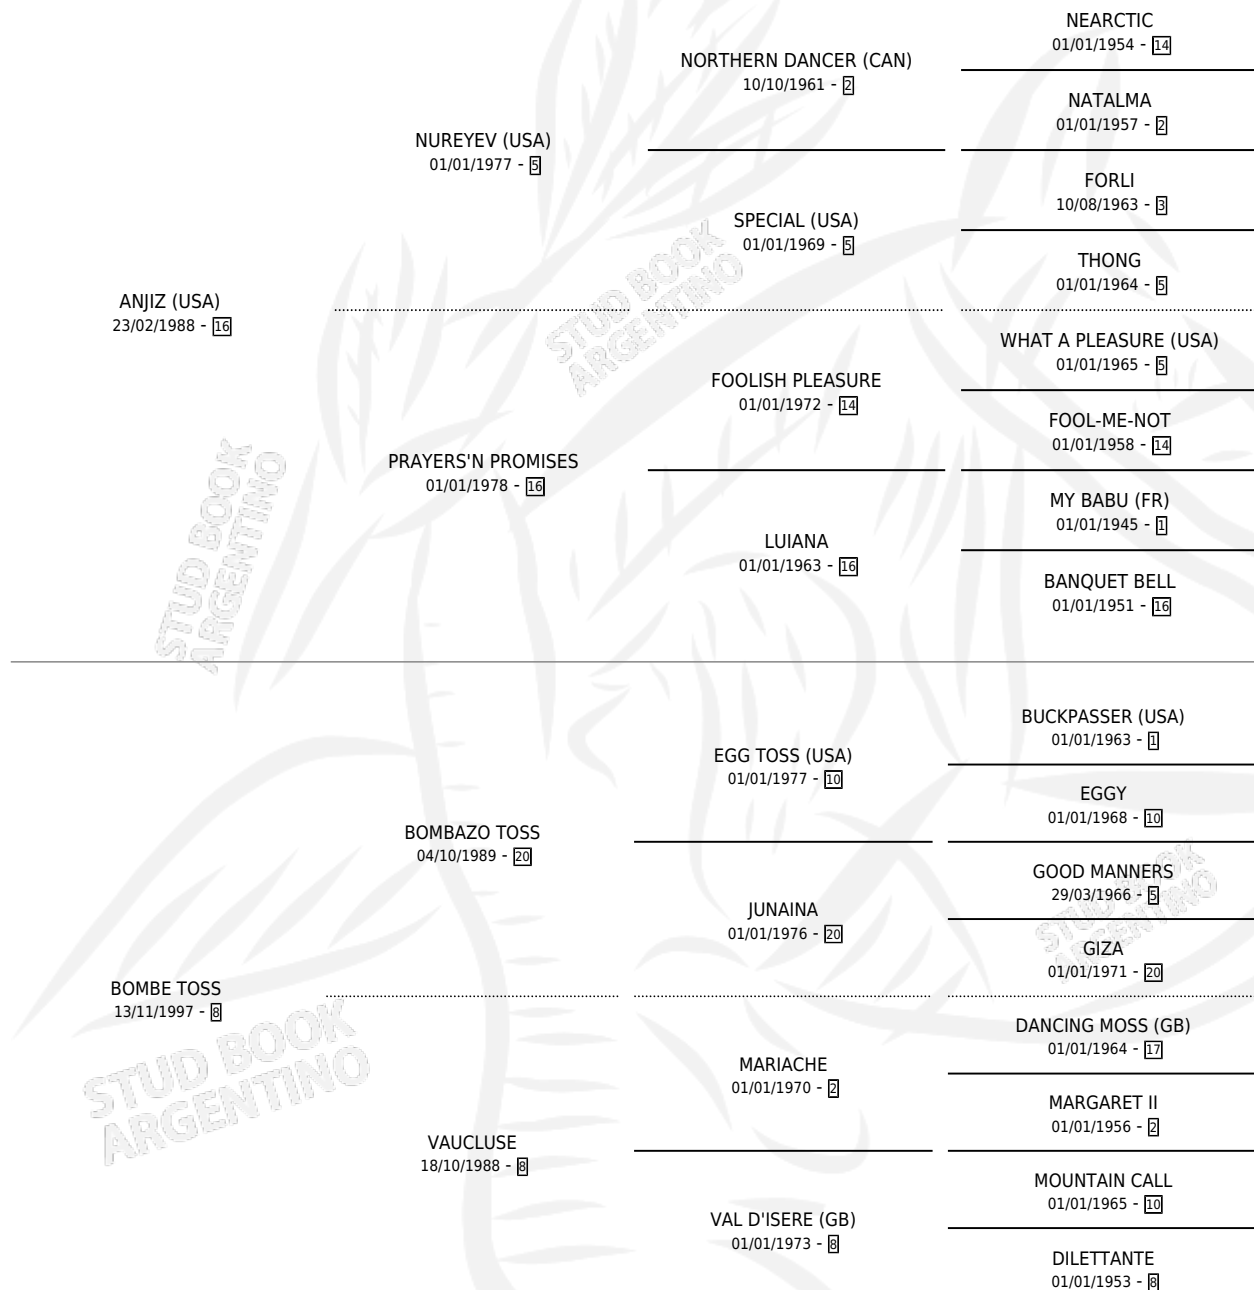 NEARCTIC
01/01/1954 - 14
NORTHERN DANCER (CAN)
10/10/1961 - 2
NATALMA
01/01/1957 - 2
NUREYEV (USA)
01/01/1977 - 5
FORLI
10/08/1963 - 3
SPECIAL (USA)
01/01/1969 - 5
THONG
01/01/1964 - 5
ANJIZ (USA)
23/02/1988 - 16
WHAT A PLEASURE (USA)
01/01/1965 - 5
FOOLISH PLEASURE
01/01/1972 - 14
FOOL-ME-NOT
01/01/1958 - 14
PRAYERS'N PROMISES
01/01/1978 - 16
MY BABU (FR)
01/01/1945 - 1
LUIANA
01/01/1963 - 16
BANQUET BELL
01/01/1951 - 16
BUCKPASSER (USA)
01/01/1963 - 1
EGG TOSS (USA)
01/01/1977 - 10
EGGY
01/01/1968 - 10
BOMBAZO TOSS
04/10/1989 - 20
GOOD MANNERS
29/03/1966 - 5
JUNAINA
01/01/1976 - 20
GIZA
01/01/1971 - 20
BOMBE TOSS
13/11/1997 - 8
DANCING MOSS (GB)
01/01/1964 - 17
MARIACHE
01/01/1970 - 2
MARGARET II
01/01/1956 - 2
VAUCLUSE
18/10/1988 - 8
MOUNTAIN CALL
01/01/1965 - 10
VAL D'ISERE (GB)
01/01/1973 - 8
DILETTANTE
01/01/1953 - 8
STUD BOOK
ARGENTINO
STUD BOOK
ARGENTINO
STUD BOOK
ARGENTINO
STUD BOOK
ARGENTINO